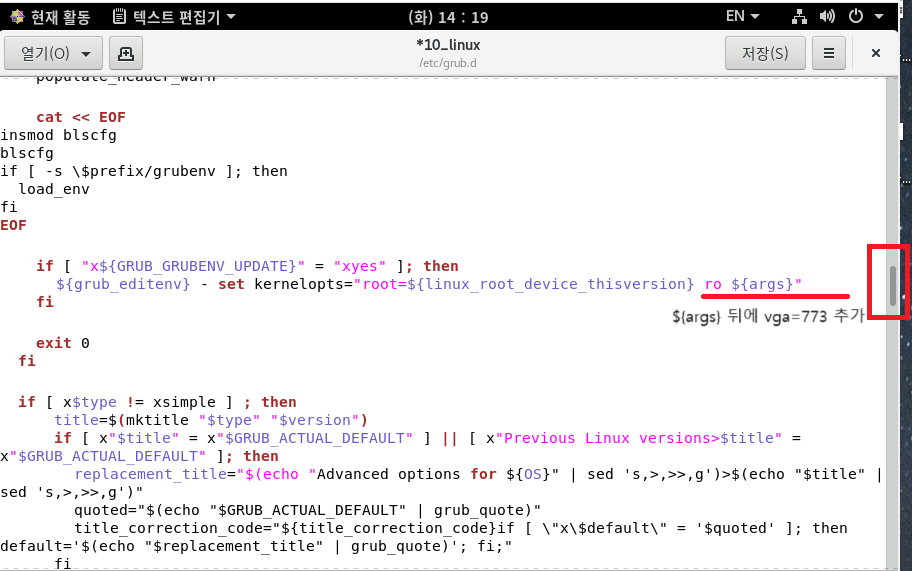 현재 활동 텍스트 편집기 (화) 14 : 19 EN
열기(O) *10_linux 저장(S)
/etc/grub.d
populate_header_warn
cat << EOF
insmod blscfg
blscfg
if [ -s \$prefix/grubenv ]; then
load_env
fi
EOF
if [ "x${GRUB_GRUBENV_UPDATE}" = "xyes" ]; then
${grub_editenv} - set kernelopts="root=${linux_root_device_thisversion} ro ${args}"
fi
${args} 뒤에 vga=773 추가
exit 0
fi
if [ x$type != xsimple ] ; then
title=$(mktitle "$type" "$version")
if [ x"$title" = x"$GRUB_ACTUAL_DEFAULT" ] || [ x"Previous Linux versions>$title" =
x"$GRUB_ACTUAL_DEFAULT" ]; then
replacement_title="$(echo "Advanced options for ${OS}" | sed 's,>,>>,g')>$(echo "$title" |
sed 's,>,>>,g')"
quoted="$(echo "$GRUB_ACTUAL_DEFAULT" | grub_quote)"
title_correction_code="${title_correction_code}if [ \"x\$default\" = '$quoted' ]; then
default='$(echo "$replacement_title" | grub_quote)'; fi;"
fi